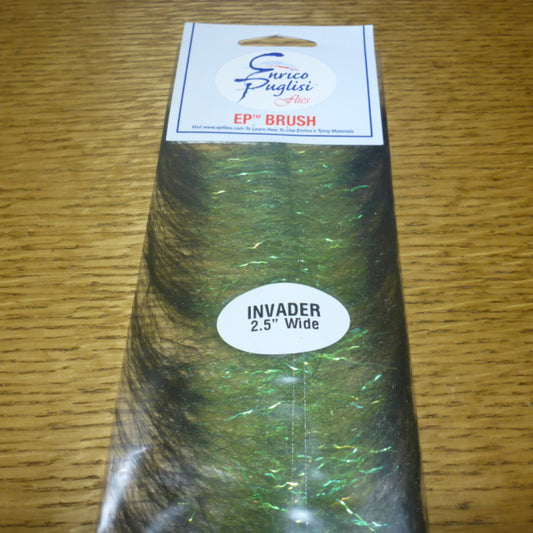 Enrico
Puglisi™
flies
EP™ BRUSH
Visit www.epflies.com To Learn How To Use Enrico's Tying Materials
INVADER
2.5" Wide